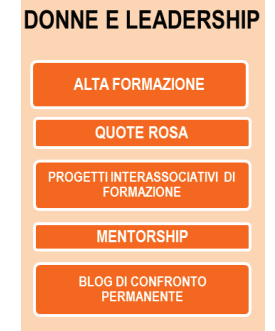 DONNE E LEADERSHIP
ALTA FORMAZIONE
QUOTE ROSA
PROGETTI INTERASSOCIATIVI DI
FORMAZIONE
MENTORSHIP
BLOG DI CONFRONTO
PERMANENTE